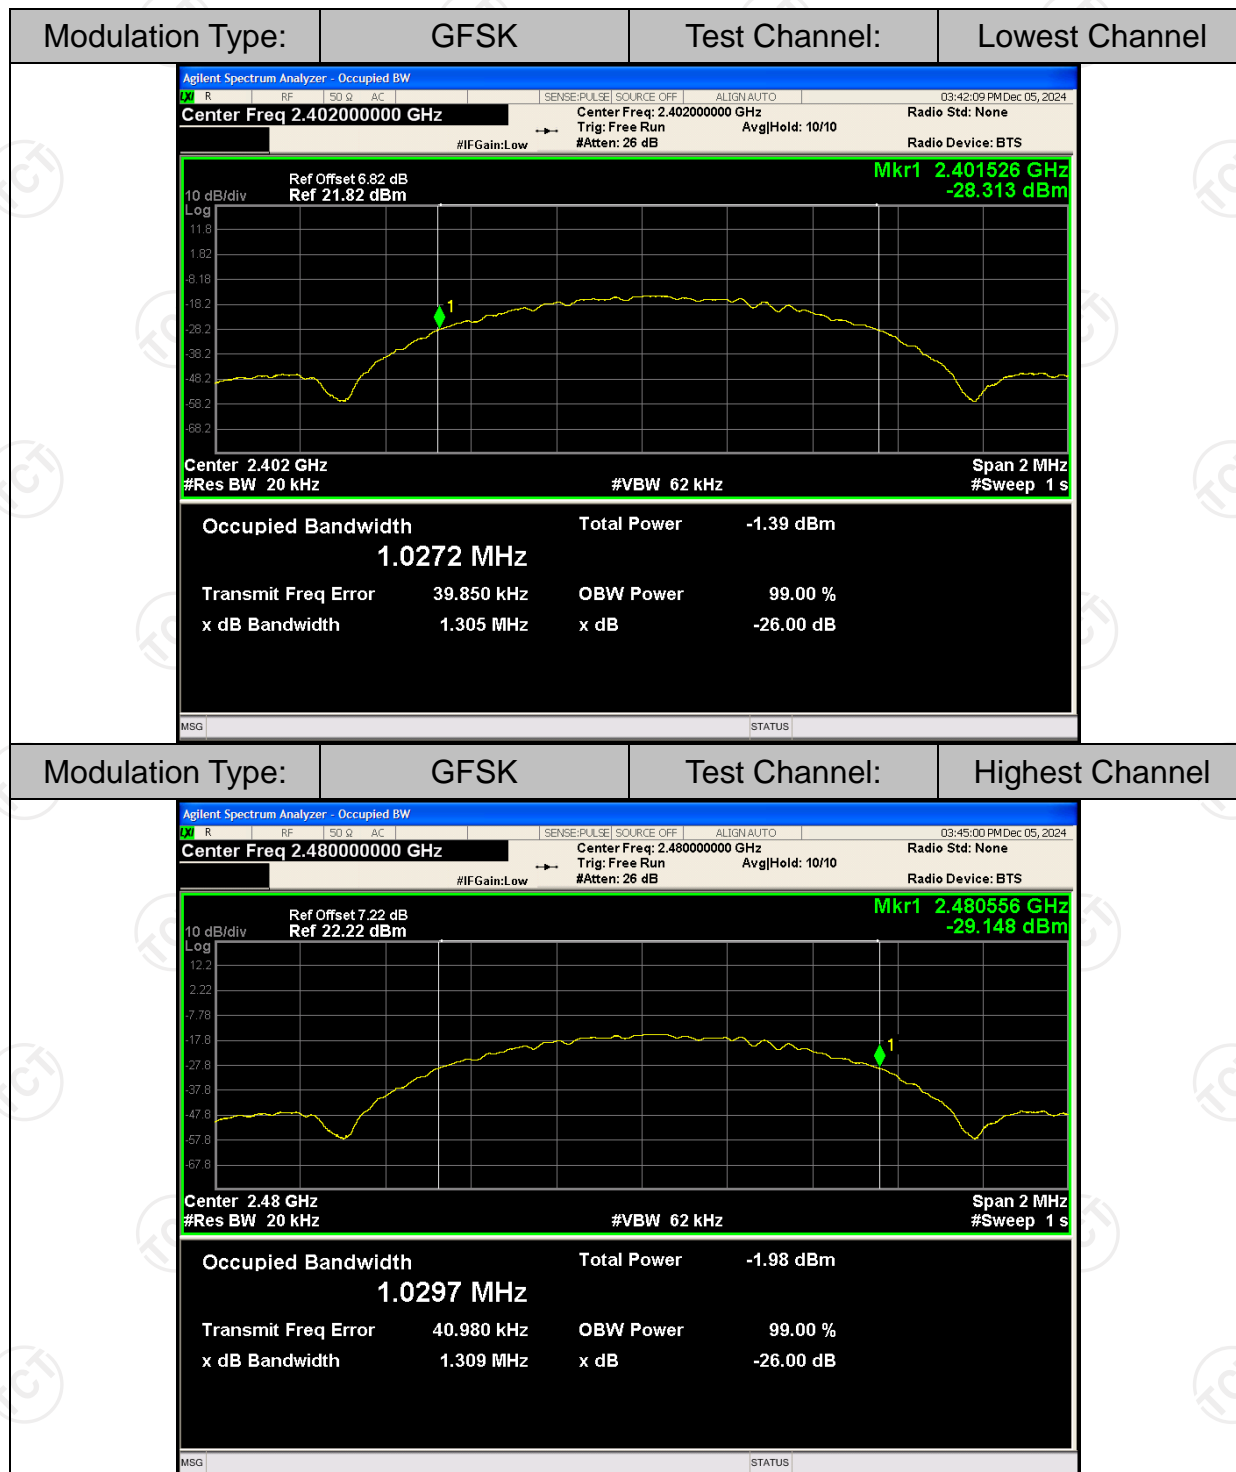 Modulation Type: GFSK Test Channel: Lowest Channel
Agilent Spectrum Analyzer - Occupied BW
LXI R RF 50 Ω AC SENSE:PULSE SOURCE OFF ALIGN AUTO 03:42:09 PM Dec 05, 2024
Center Freq 2.402000000 GHz Center Freq: 2.402000000 GHz Radio Std: None
Trig: Free Run Avg|Hold: 10/10
#IFGain:Low #Atten: 26 dB Radio Device: BTS
Mkr1 2.401526 GHz
Ref Offset 6.82 dB
10 dB/div Ref 21.82 dBm -28.313 dBm
Log
11.8
1.82
-8.18
-18.2
1
-28.2
-38.2
-48.2
-58.2
-68.2
Center 2.402 GHz Span 2 MHz
#Res BW 20 kHz #VBW 62 kHz #Sweep 1 s
Occupied Bandwidth Total Power -1.39 dBm
1.0272 MHz
Transmit Freq Error 39.850 kHz OBW Power 99.00 %
x dB Bandwidth 1.305 MHz x dB -26.00 dB
MSG STATUS
Modulation Type: GFSK Test Channel: Highest Channel
Agilent Spectrum Analyzer - Occupied BW
LXI R RF 50 Ω AC SENSE:PULSE SOURCE OFF ALIGN AUTO 03:45:00 PM Dec 05, 2024
Center Freq 2.480000000 GHz Center Freq: 2.480000000 GHz Radio Std: None
Trig: Free Run Avg|Hold: 10/10
#IFGain:Low #Atten: 26 dB Radio Device: BTS
Mkr1 2.480556 GHz
Ref Offset 7.22 dB
10 dB/div Ref 22.22 dBm -29.148 dBm
Log
12.2
2.22
-7.78
-17.8
1
-27.8
-37.8
-47.8
-57.8
-67.8
Center 2.48 GHz Span 2 MHz
#Res BW 20 kHz #VBW 62 kHz #Sweep 1 s
Occupied Bandwidth Total Power -1.98 dBm
1.0297 MHz
Transmit Freq Error 40.980 kHz OBW Power 99.00 %
x dB Bandwidth 1.309 MHz x dB -26.00 dB
MSG STATUS